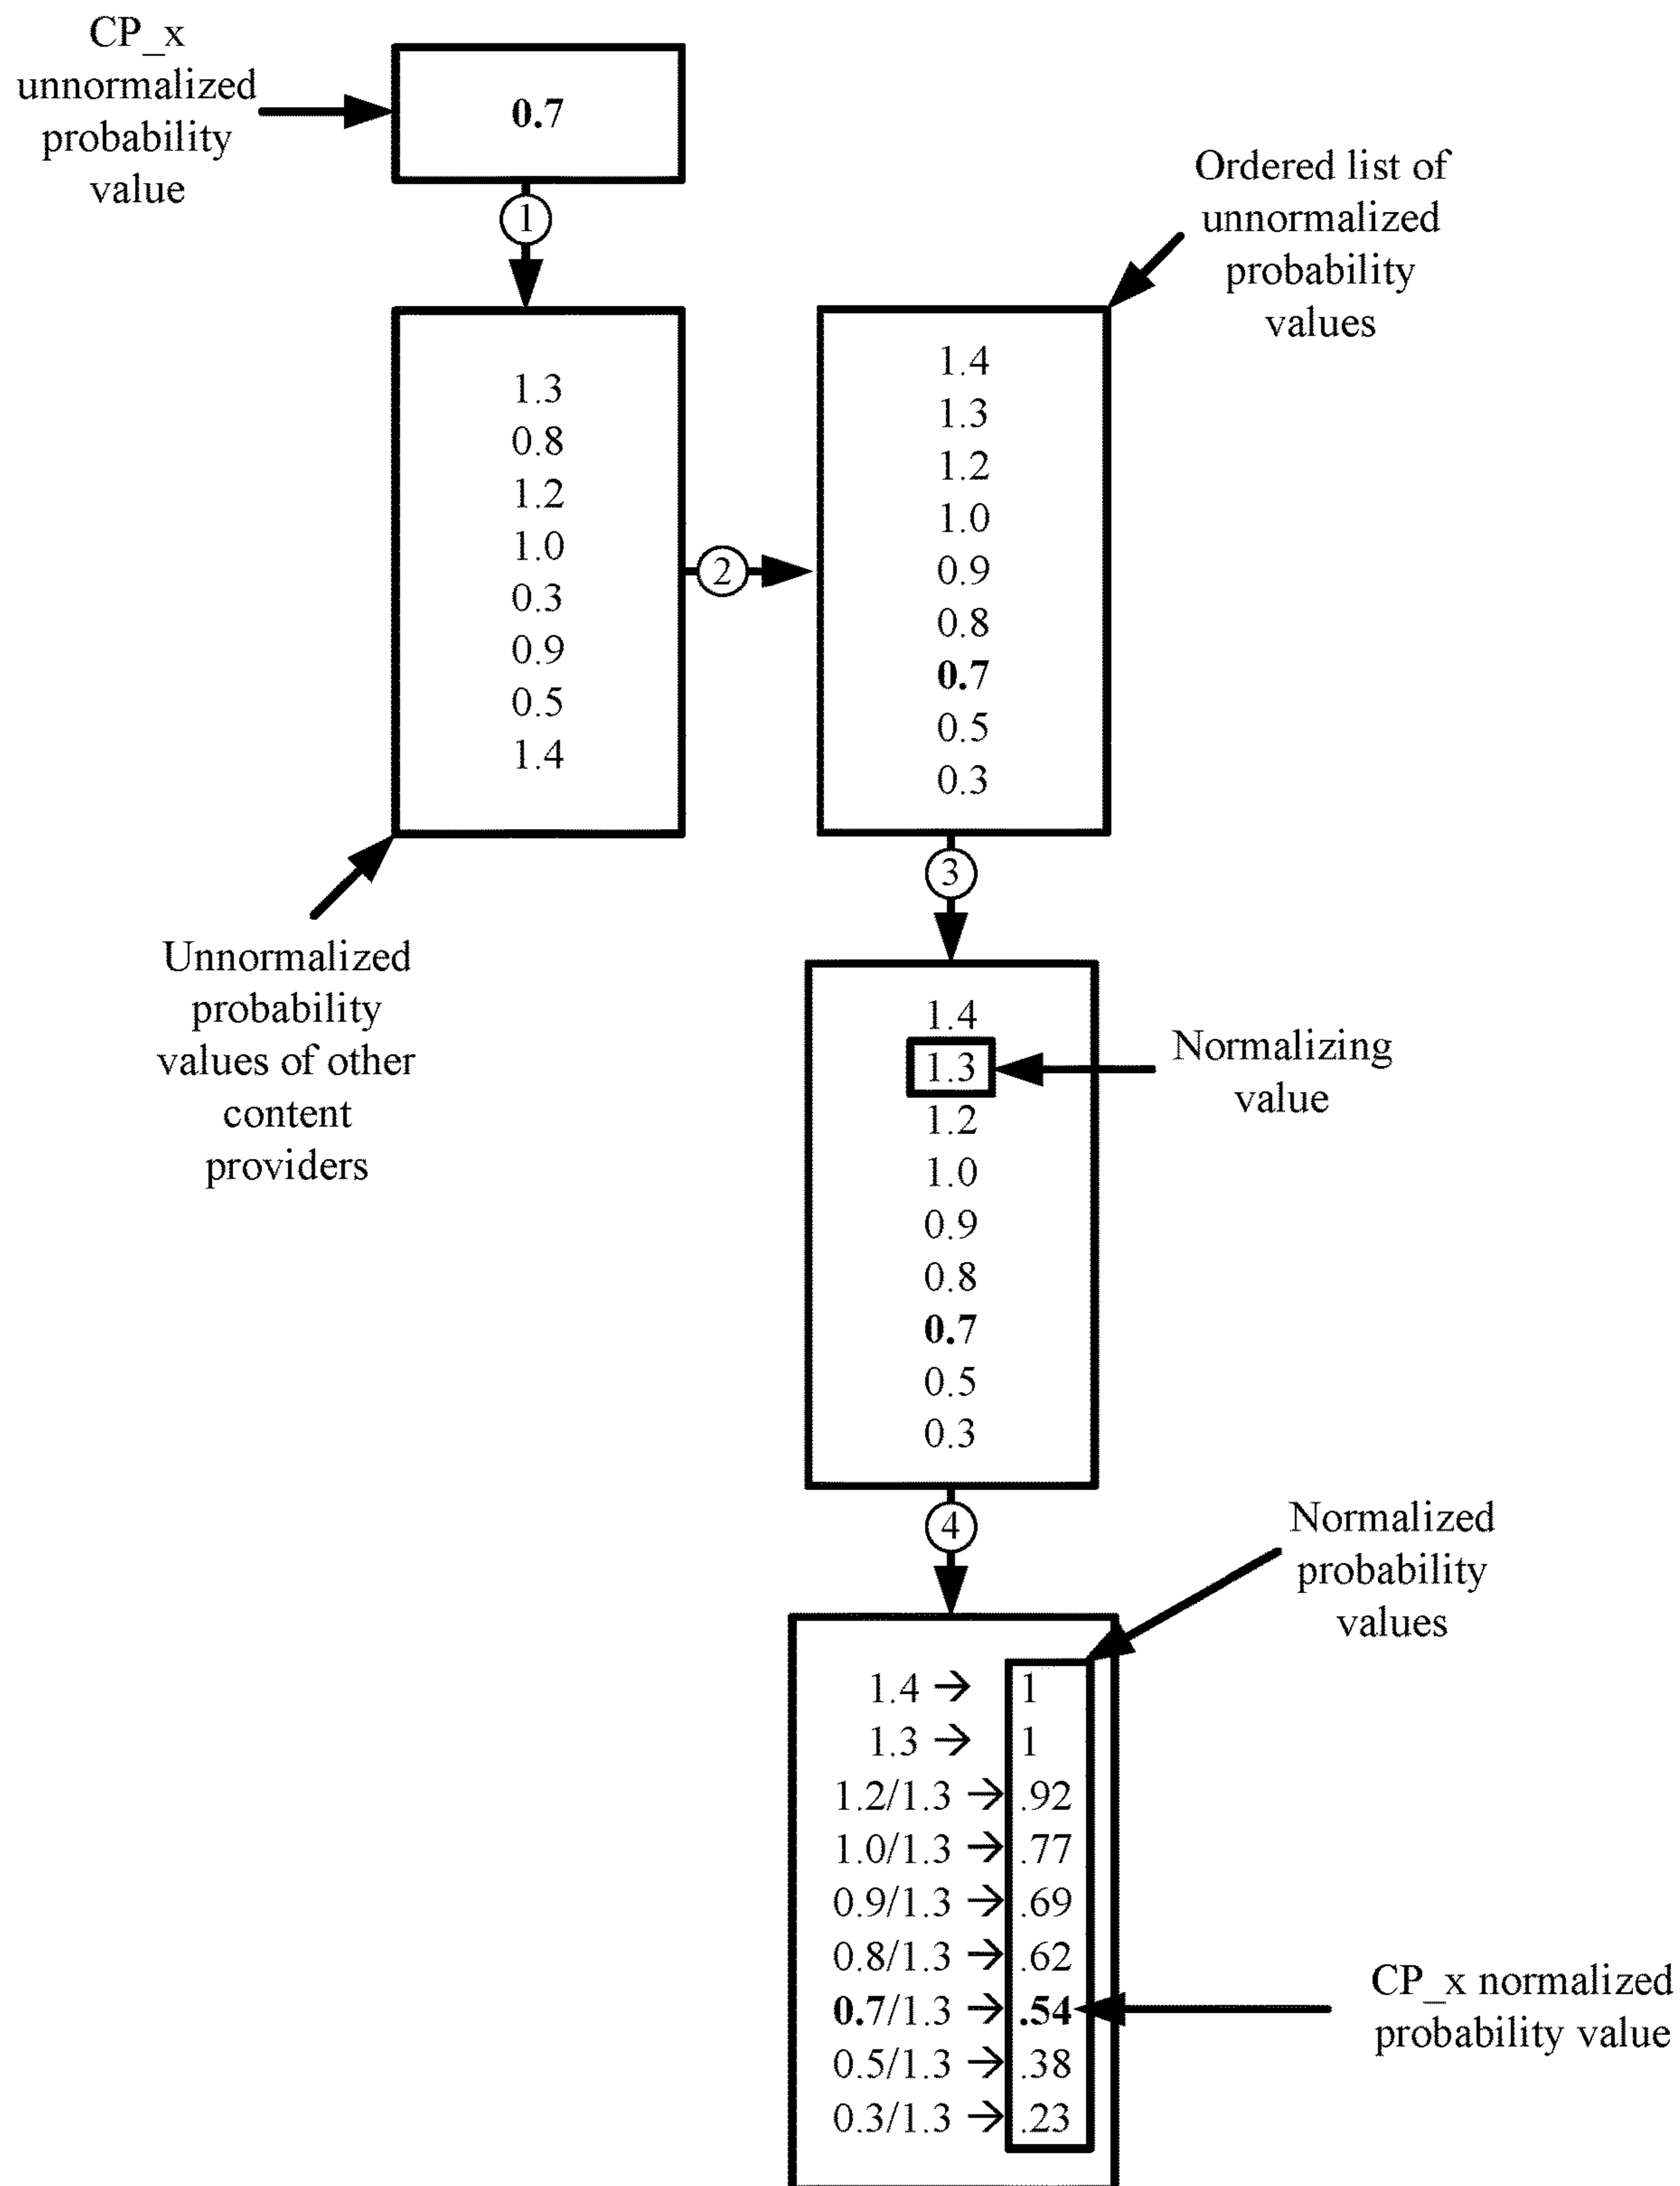 CP_x
unnormalized
probability
value
0.7
1
Ordered list of
unnormalized
probability
values
1.3
0.8
1.2
1.0
0.3
0.9
0.5
1.4
2
1.4
1.3
1.2
1.0
0.9
0.8
0.7
0.5
0.3
Unnormalized
probability
values of other
content
providers
3
1.4
1.3
1.2
1.0
0.9
0.8
0.7
0.5
0.3
Normalizing
value
4
Normalized
probability
values
1.4 → 1
1.3 → 1
1.2/1.3 → .92
1.0/1.3 → .77
0.9/1.3 → .69
0.8/1.3 → .62
0.7/1.3 → .54
0.5/1.3 → .38
0.3/1.3 → .23
CP_x normalized
probability value